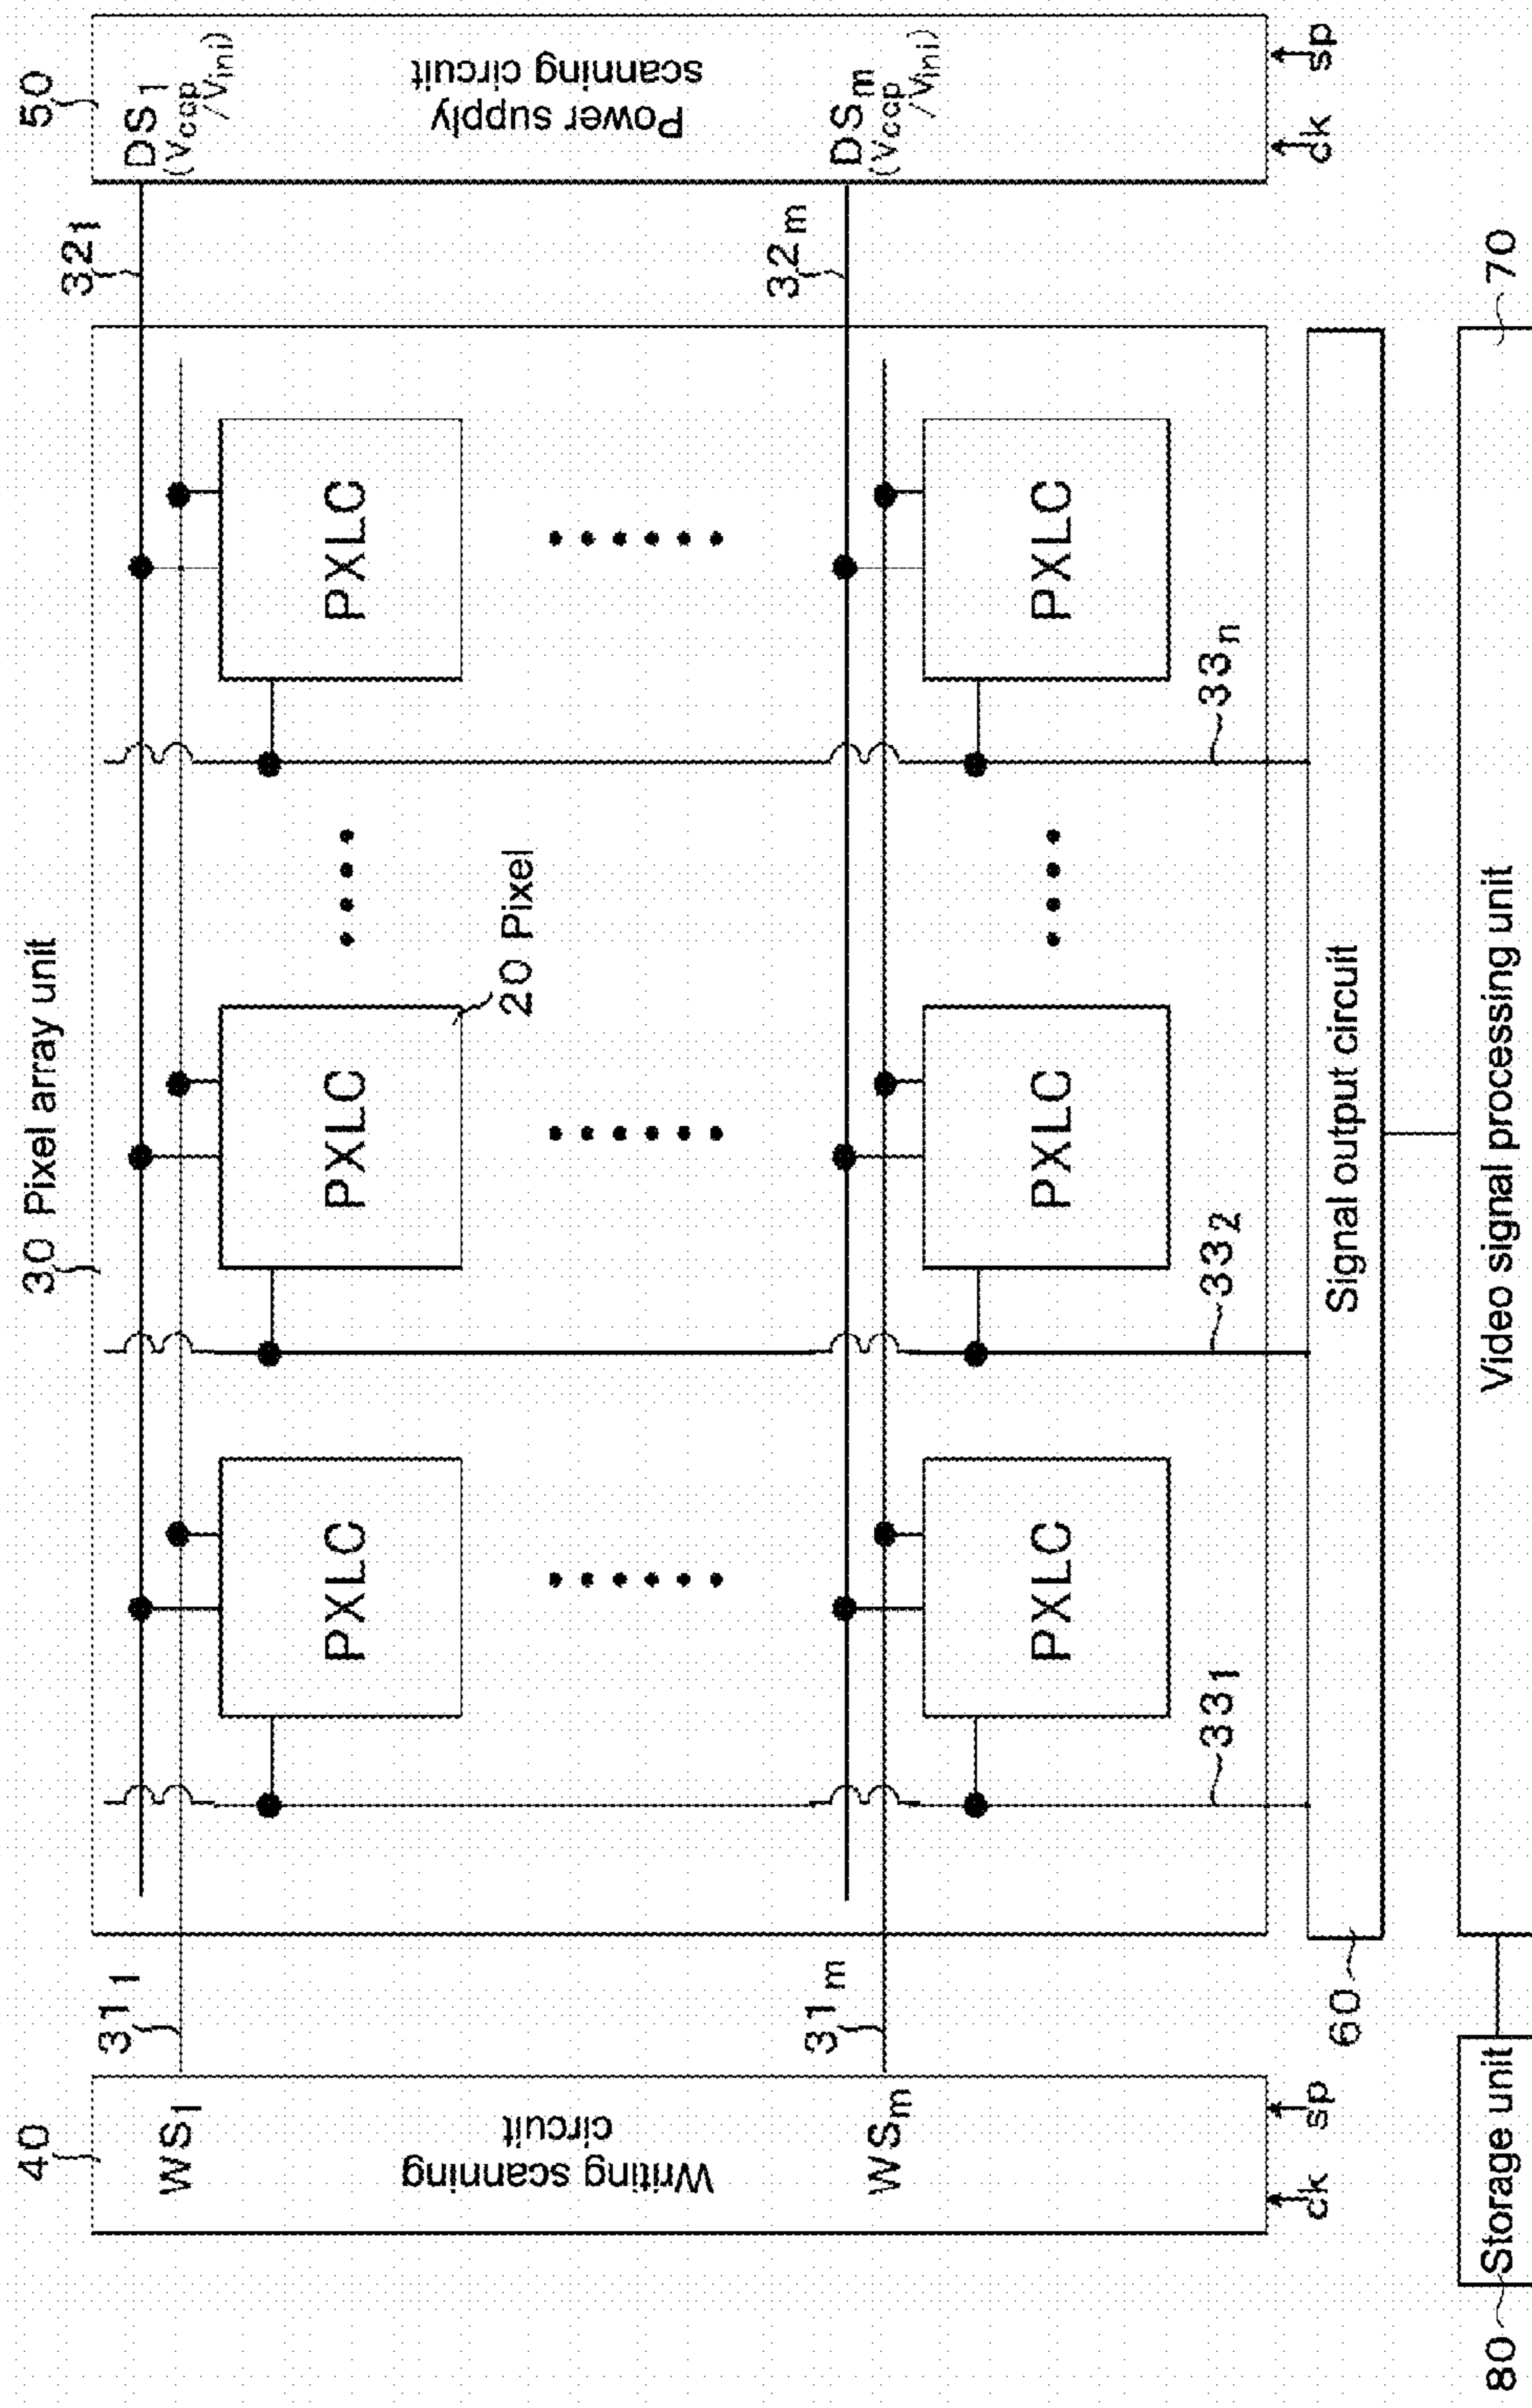 30 Pixel array unit
40
50
31₁
32₁
WS₁
DS₁
(Vccp
/Vini)
PXLC
PXLC
PXLC
20 Pixel
Writing scanning
circuit
Power supply
scanning circuit
31m
32m
WSm
DSm
(Vccp
/Vini)
PXLC
PXLC
PXLC
33₁
33₂
33n
ck
sp
ck
sp
60
Signal output circuit
70
80
Storage unit
Video signal processing unit